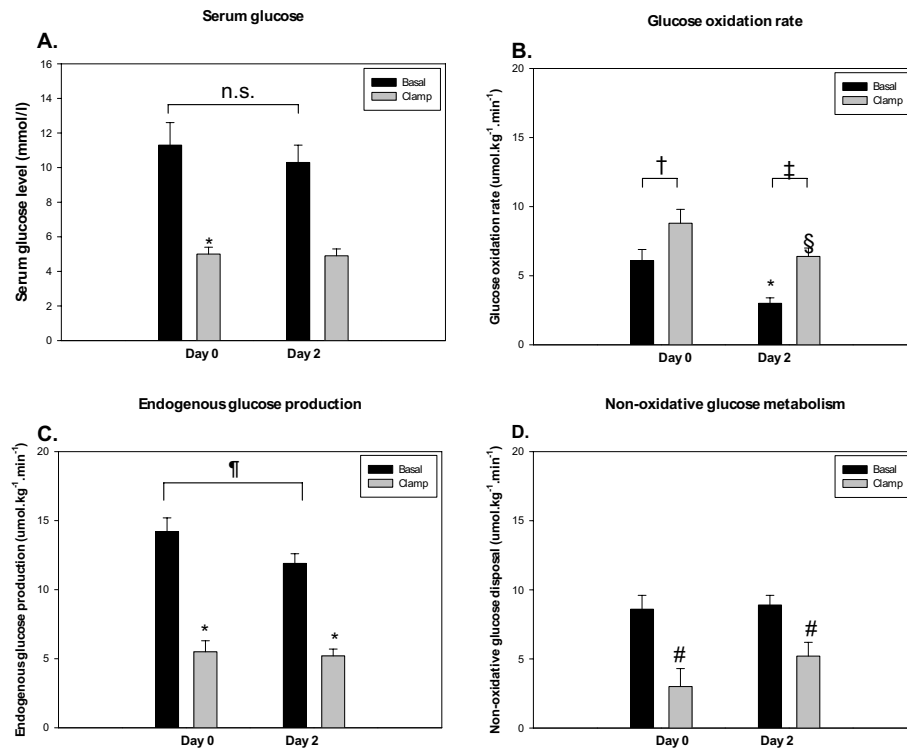 Serum glucose
A.
Serum glucose level (mmol/l)
16
14
12
10
8
6
4
2
0
Basal
Clamp
n.s.
*
Day 0
Day 2
Glucose oxidation rate
B.
Glucose oxidation rate (umol.kg⁻¹.min⁻¹)
20
15
10
5
0
Basal
Clamp
†
‡
*
§
Day 0
Day 2
Endogenous glucose production
C.
Endogenous glucose production (umol.kg⁻¹.min⁻¹)
20
15
10
5
0
Basal
Clamp
¶
*
*
Day 0
Day 2
Non-oxidative glucose metabolism
D.
Non-oxidative glucose disposal (umol.kg⁻¹.min⁻¹)
20
15
10
5
0
Basal
Clamp
#
#
Day 0
Day 2